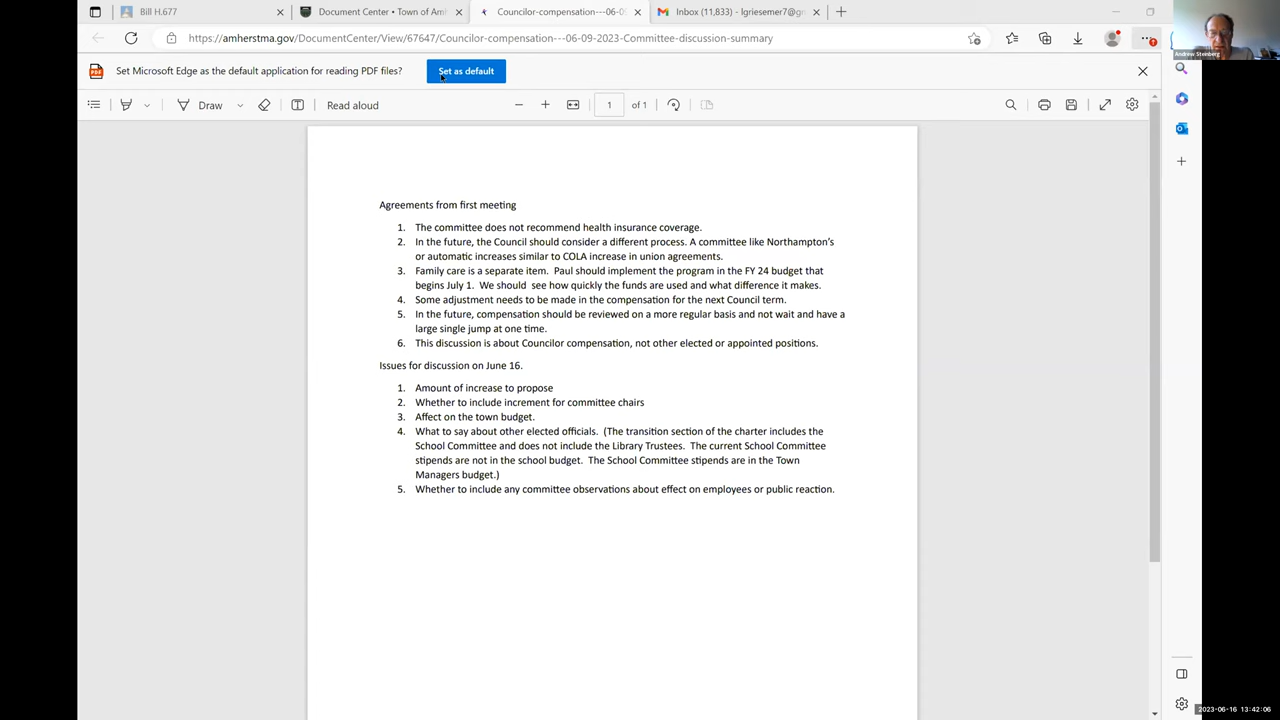 Bill H.677
Document Center • Town of Aml
Councilor-compensation---06-0
Inbox (11,833) - lgriesemer7@g
https://amherstma.gov/DocumentCenter/View/67647/Councilor-compensation---06-09-2023-Committee-discussion-summary
Andrew Steinberg
PDF
Set Microsoft Edge as the default application for reading PDF files?
Set as default
Draw
Read aloud
1 of 1
Agreements from first meeting
1. The committee does not recommend health insurance coverage.
2. In the future, the Council should consider a different process. A committee like Northampton's
or automatic increases similar to COLA increase in union agreements.
3. Family care is a separate item. Paul should implement the program in the FY 24 budget that
begins July 1. We should see how quickly the funds are used and what difference it makes.
4. Some adjustment needs to be made in the compensation for the next Council term.
5. In the future, compensation should be reviewed on a more regular basis and not wait and have a
large single jump at one time.
6. This discussion is about Councilor compensation, not other elected or appointed positions.
Issues for discussion on June 16.
1. Amount of increase to propose
2. Whether to include increment for committee chairs
3. Affect on the town budget.
4. What to say about other elected officials. (The transition section of the charter includes the
School Committee and does not include the Library Trustees. The current School Committee
stipends are not in the school budget. The School Committee stipends are in the Town
Managers budget.)
5. Whether to include any committee observations about effect on employees or public reaction.
2023-06-16 13:42:06